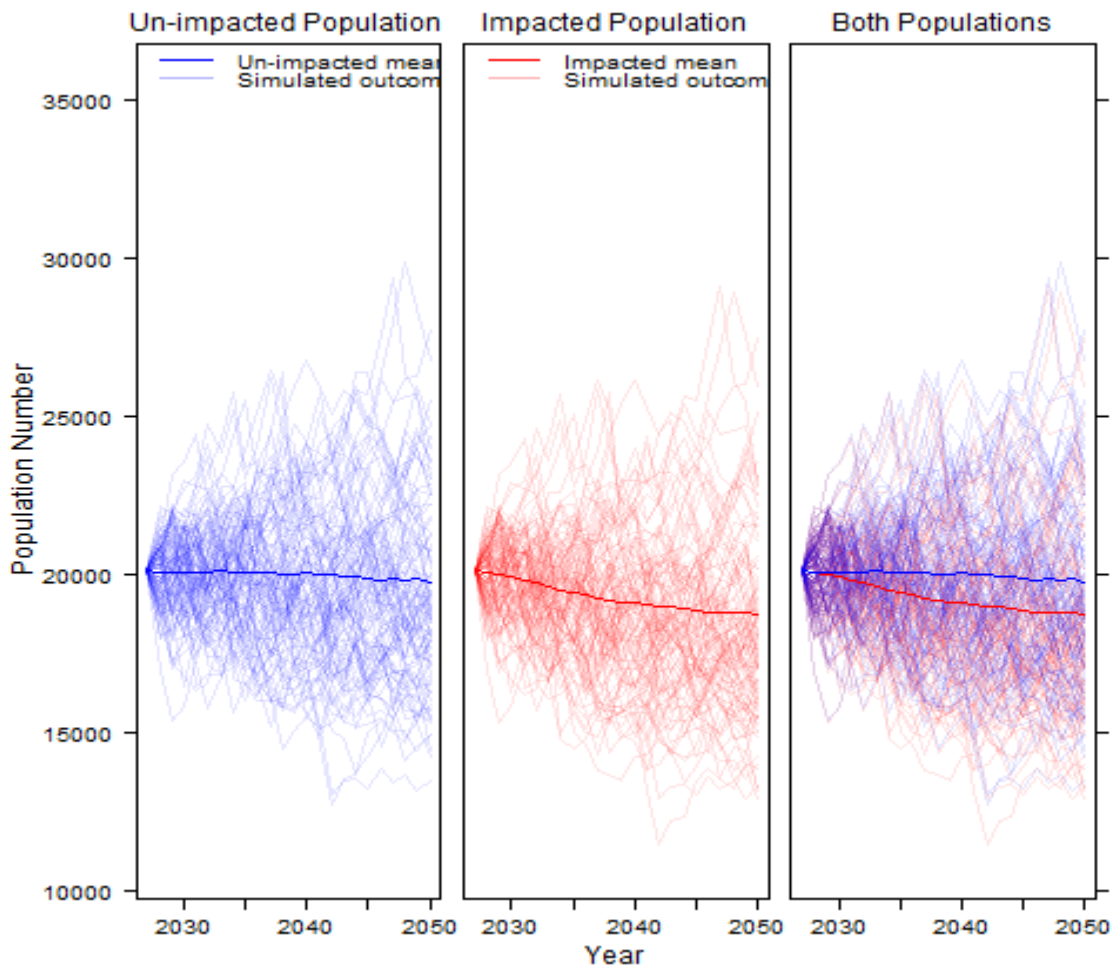 Un-impacted Population
Impacted Population
Both Populations
Un-impacted mean
Simulated outcom
Impacted mean
Simulated outcom
35000
30000
25000
20000
15000
10000
Population Number
2030
2040
2050
2030
2040
2050
2030
2040
2050
Year